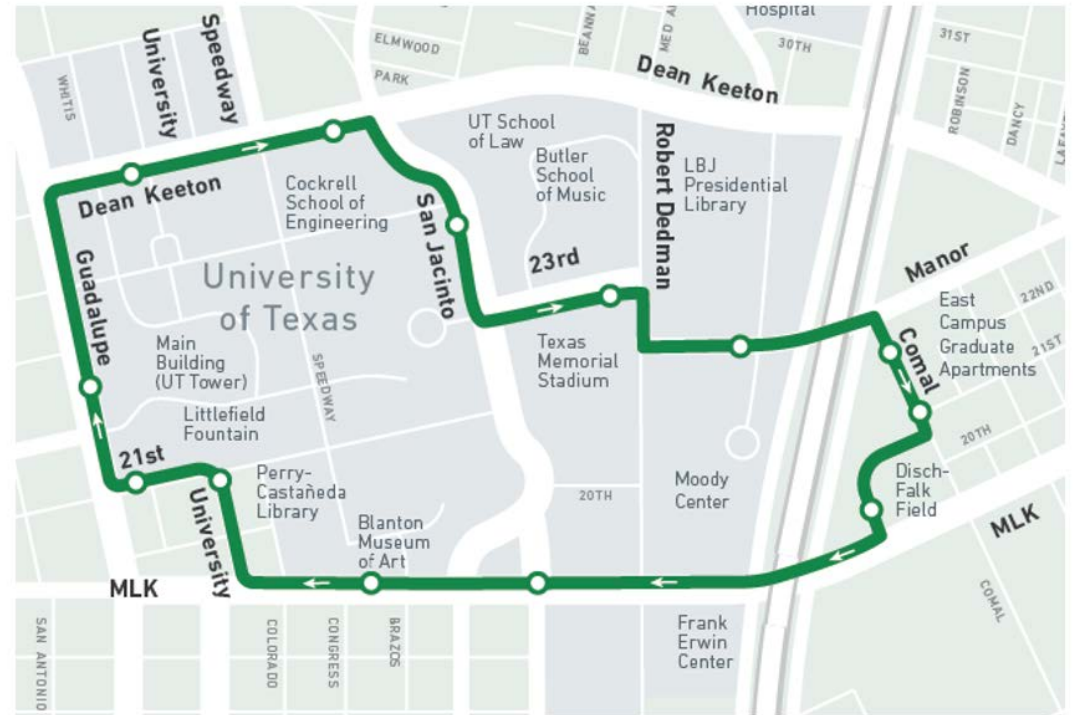 Hospital
Speedway
University
WHITIS
ELMWOOD
PARK
30TH
31ST
ROBINSON
DANCY
Dean Keeton
UT School
of Law
Butler
School
of Music
Robert Dedman
LBJ
Presidential
Library
Dean Keeton
Cockrell
School of
Engineering
San Jacinto
23rd
Manor
Guadalupe
University
of Texas
East
Campus
Graduate
Apartments
22ND
21ST
Comal
Main
Building
(UT Tower)
SPEEDWAY
Texas
Memorial
Stadium
Littlefield
Fountain
21st
20TH
Perry-
Castañeda
Library
University
20TH
Moody
Center
Disch-
Falk
Field
MLK
Blanton
Museum
of Art
MLK
COMAL
SAN ANTONIO
COLORADO
CONGRESS
BRAZOS
Frank
Erwin
Center